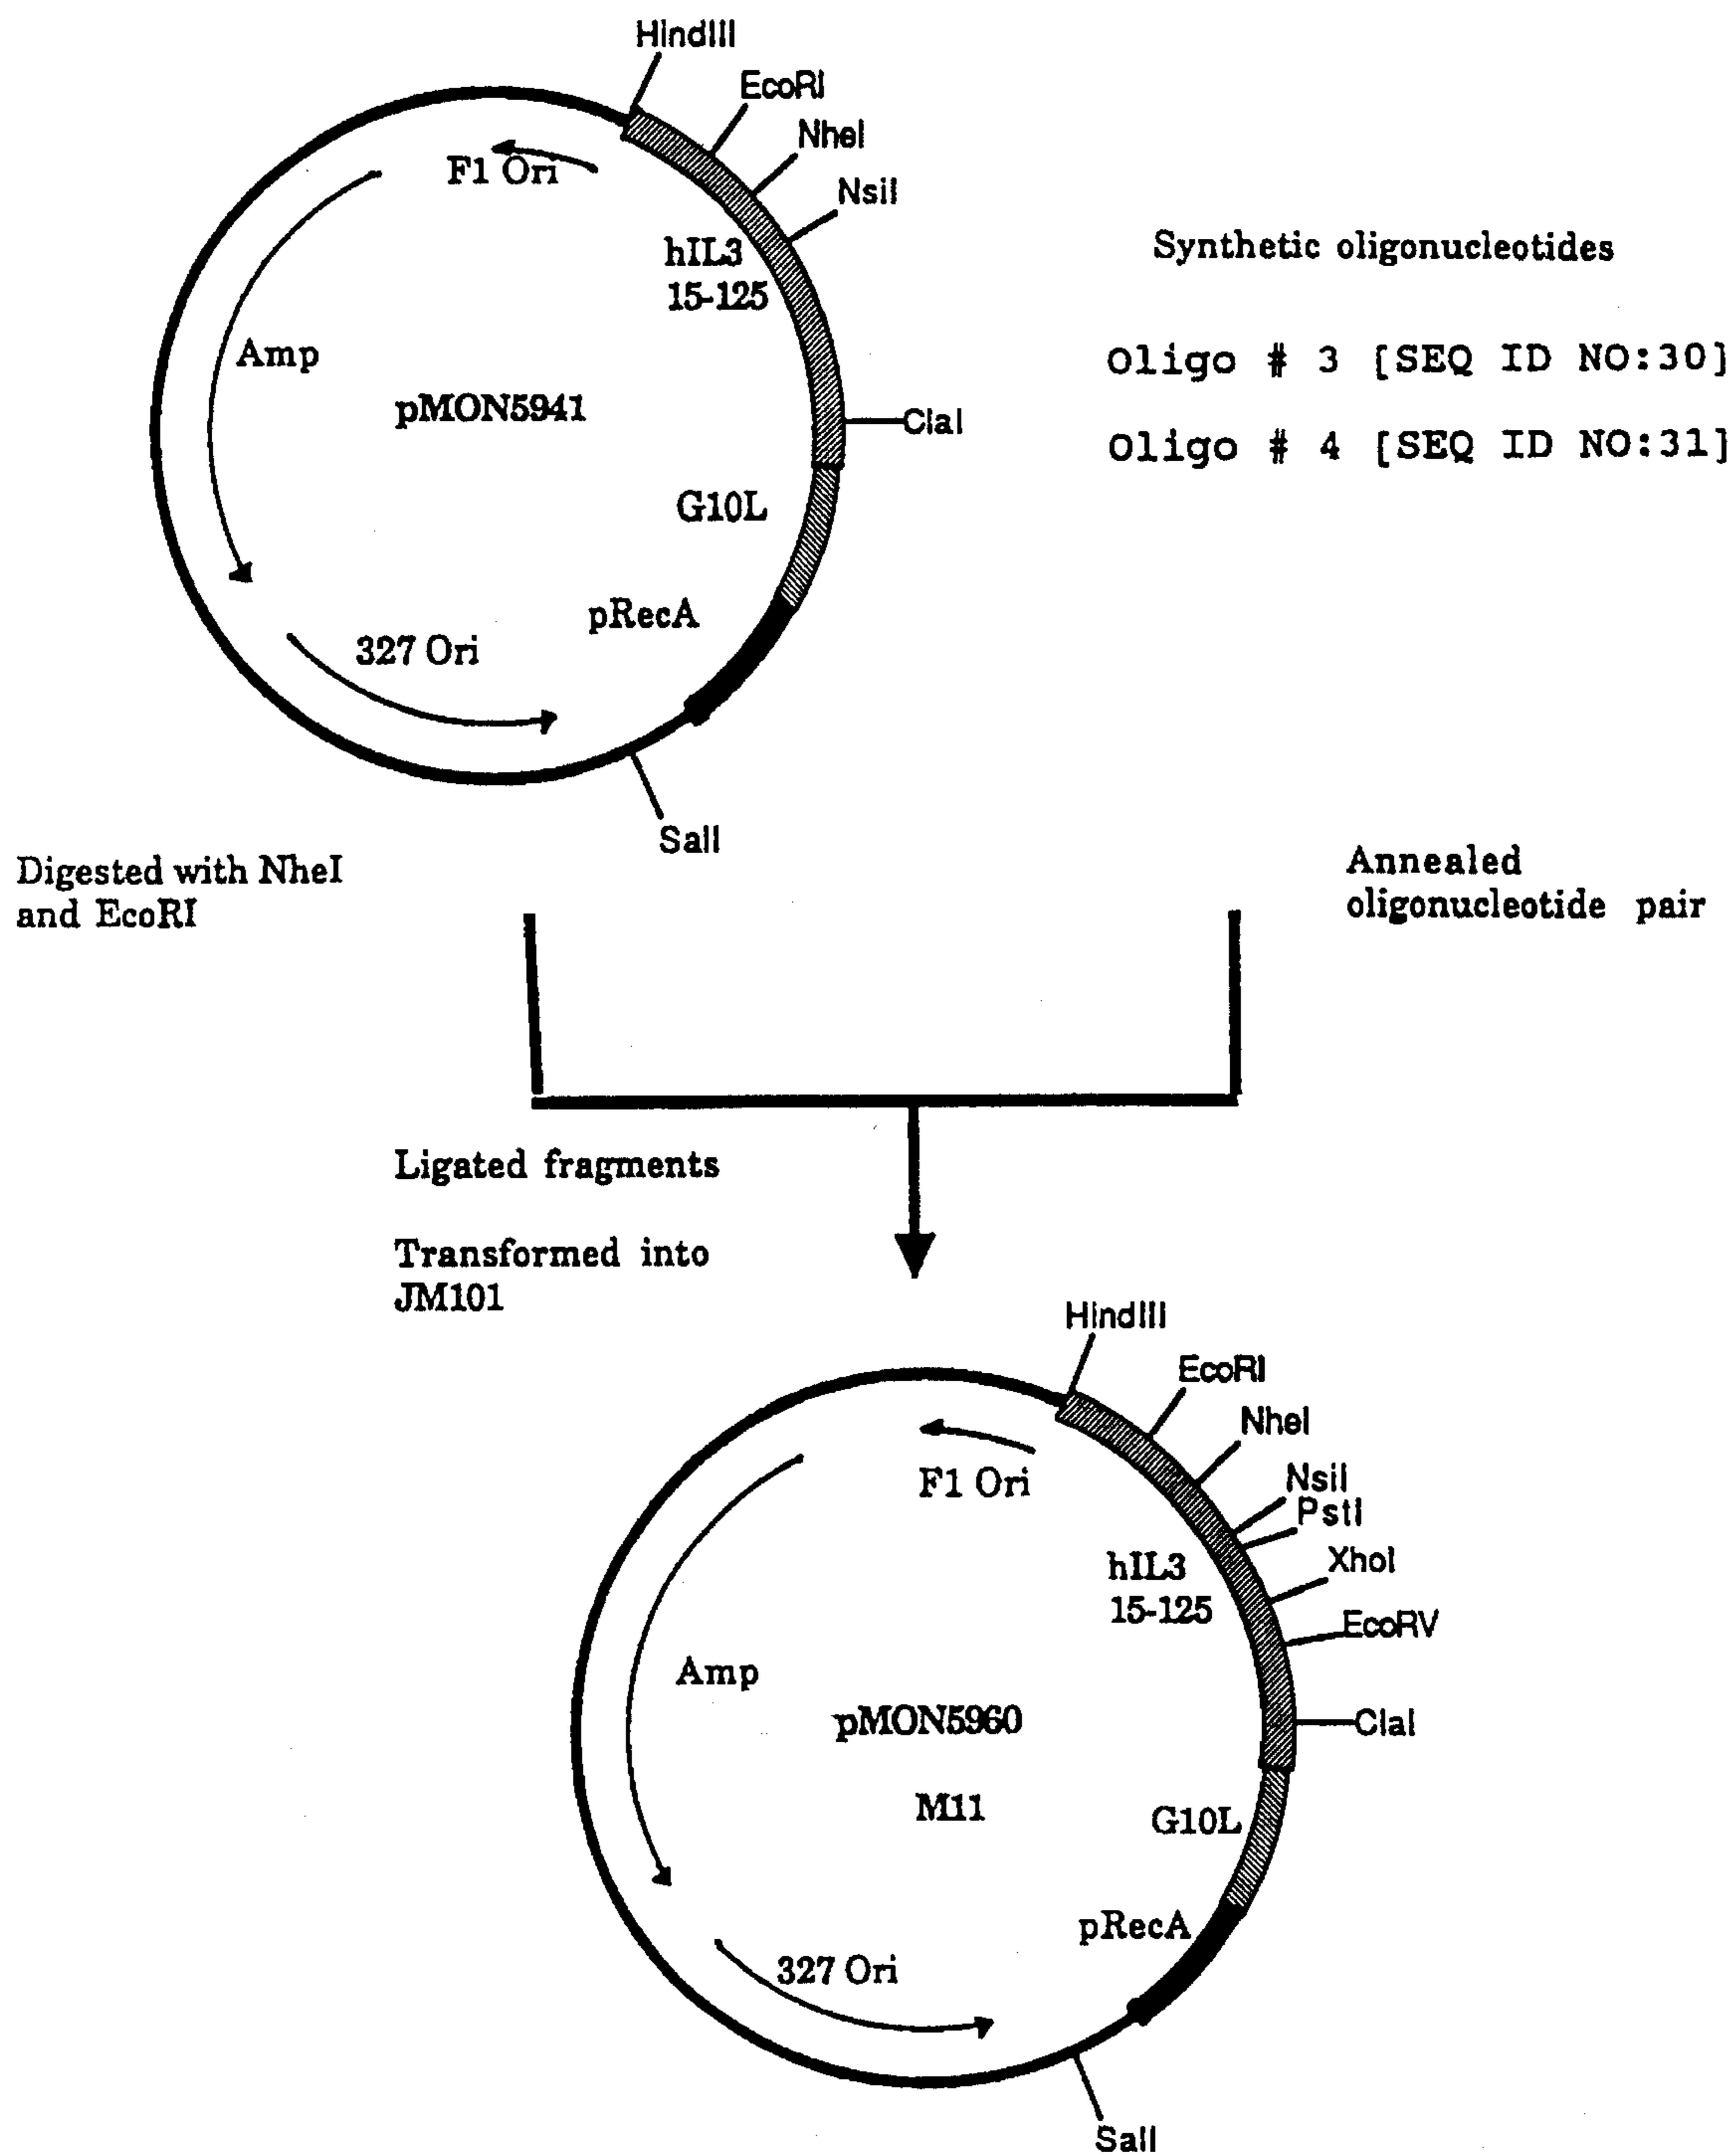 HindIII
EcoRI
NheI
NsiI
F1 Ori
hIL3
15-125
Amp
pMON5941
ClaI
G10L
pRecA
327 Ori
SalI
Synthetic oligonucleotides
Oligo # 3 [SEQ ID NO:30]
Oligo # 4 [SEQ ID NO:31]
Digested with NheI
and EcoRI
Annealed
oligonucleotide pair
Ligated fragments
Transformed into
JM101
HindIII
EcoRI
NheI
NsiI
PstI
XhoI
EcoRV
F1 Ori
hIL3
15-125
Amp
pMON5960
M11
ClaI
G10L
pRecA
327 Ori
SalI